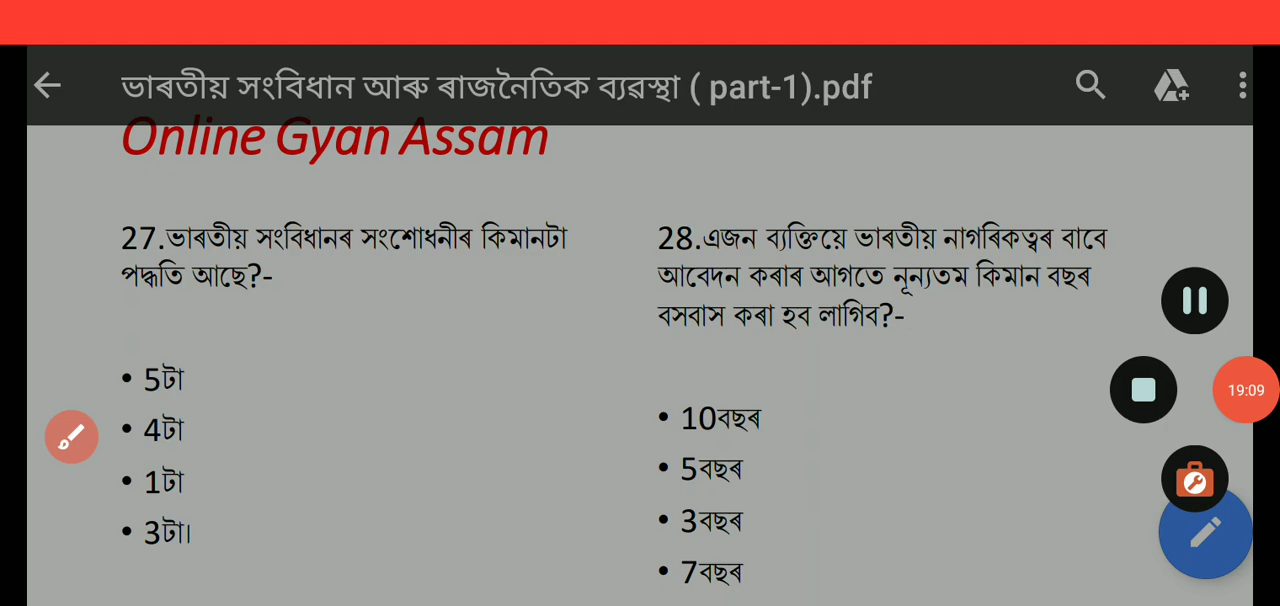 ভাৰতীয় সংবিধান আৰু ৰাজনৈতিক ব্যৱস্থা ( part-1).pdf
Online Gyan Assam
27.ভাৰতীয় সংবিধানৰ সংশোধনীৰ কিমানটা
পদ্ধতি আছে?-
• 5টা
• 4টা
• 1টা
• 3টা।
28.এজন ব্যক্তিয়ে ভাৰতীয় নাগৰিকত্বৰ বাবে
আবেদন কৰাৰ আগতে নূন্যতম কিমান বছৰ
বসবাস কৰা হব লাগিব?-
• 10বছৰ
• 5বছৰ
• 3বছৰ
• 7বছৰ
19:09